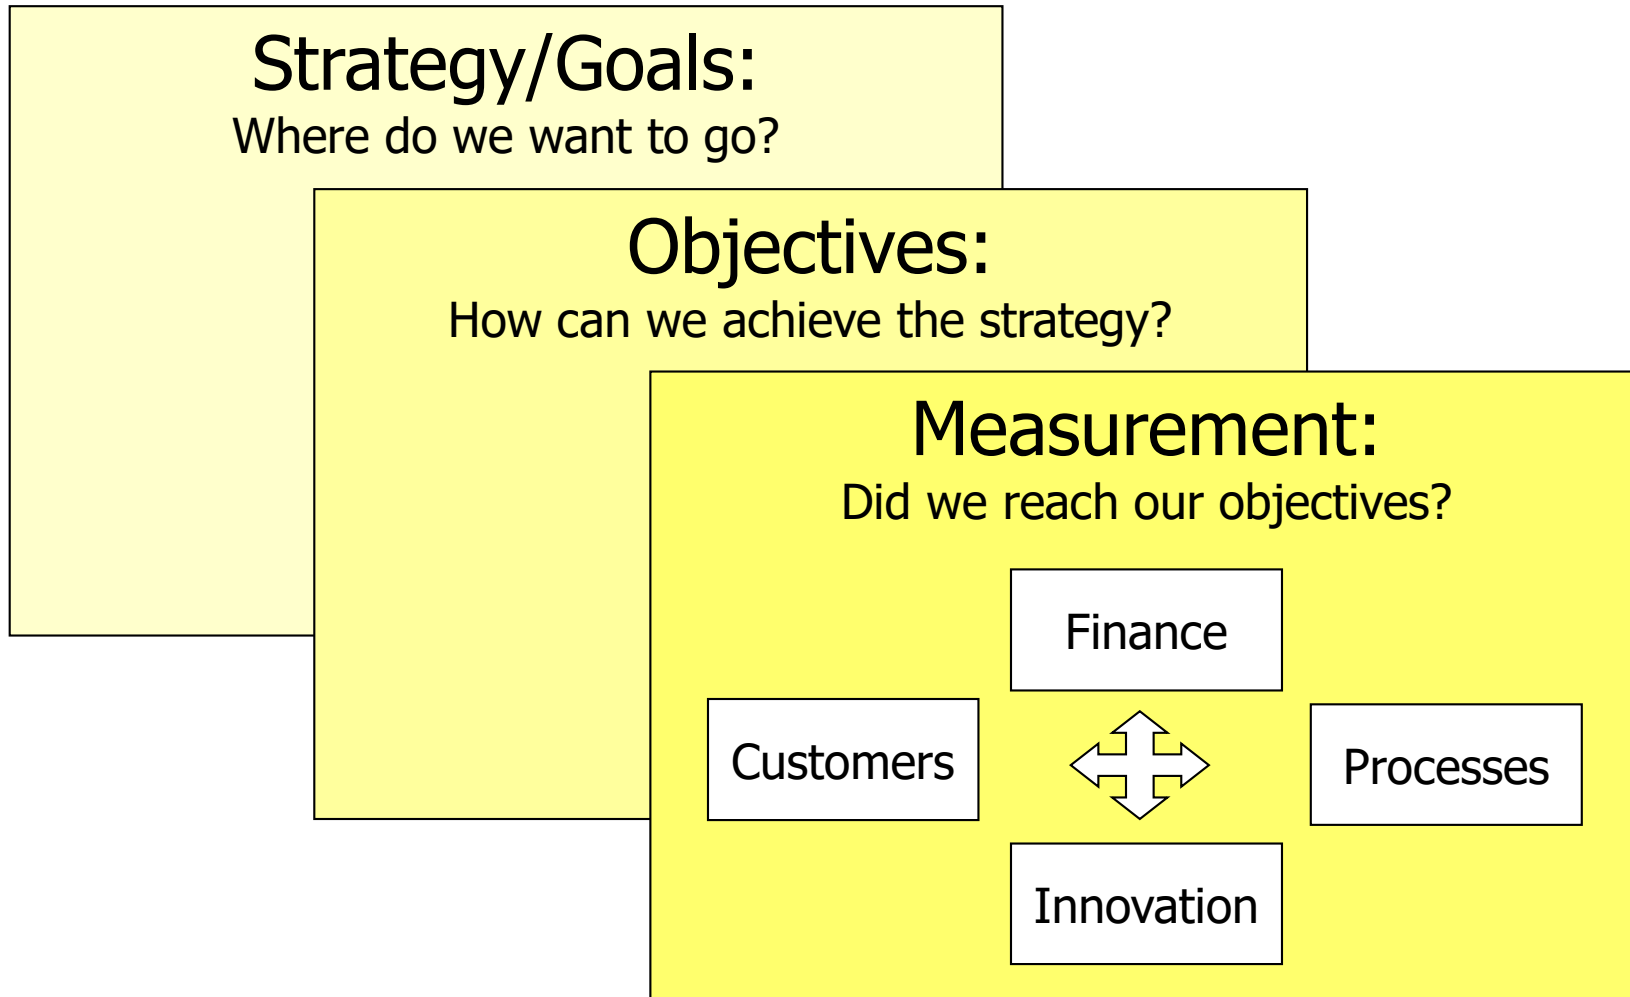 Strategy/Goals:
Where do we want to go?
Objectives:
How can we achieve the strategy?
Measurement:
Did we reach our objectives?
Finance
Customers
Processes
Innovation